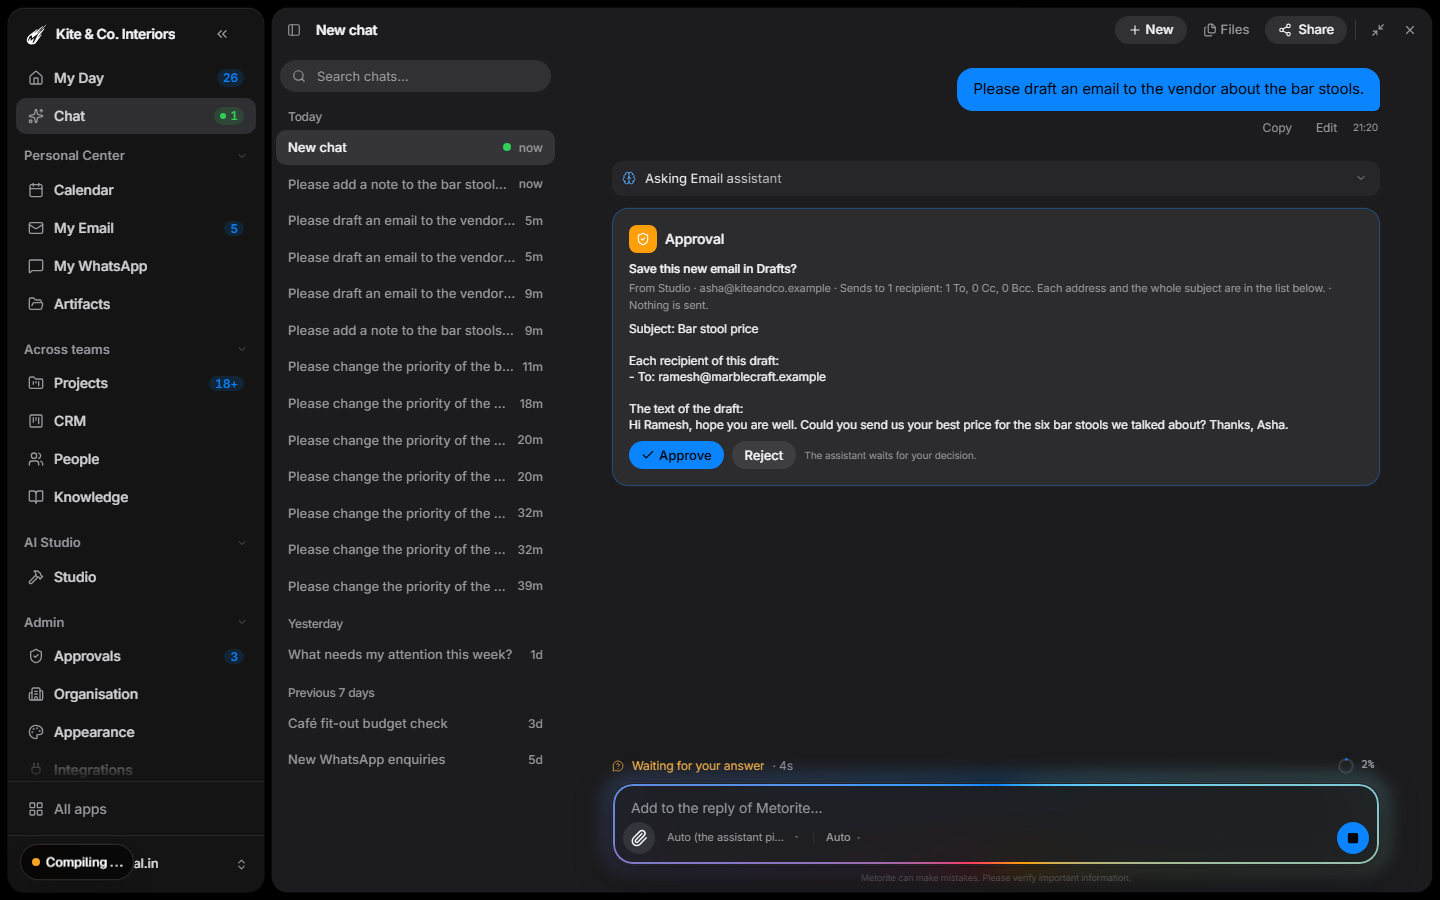 Kite & Co. Interiors
My Day 26
Chat 1
Personal Center
Calendar
My Email 5
My WhatsApp
Artifacts
Across teams
Projects 18+
CRM
People
Knowledge
AI Studio
Studio
Admin
Approvals 3
Organisation
Appearance
Integrations
All apps
Compiling ... al.in
New chat
Search chats...
Today
New chat now
Please add a note to the bar stool... now
Please draft an email to the vendor... 5m
Please draft an email to the vendor... 5m
Please draft an email to the vendor... 9m
Please add a note to the bar stools... 9m
Please change the priority of the b... 11m
Please change the priority of the ... 18m
Please change the priority of the ... 20m
Please change the priority of the ... 20m
Please change the priority of the ... 32m
Please change the priority of the ... 32m
Please change the priority of the ... 39m
Yesterday
What needs my attention this week? 1d
Previous 7 days
Café fit-out budget check 3d
New WhatsApp enquiries 5d
New Files Share
Please draft an email to the vendor about the bar stools.
Copy Edit 21:20
Asking Email assistant
Approval
Save this new email in Drafts?
From Studio · asha@kiteandco.example · Sends to 1 recipient: 1 To, 0 Cc, 0 Bcc. Each address and the whole subject are in the list below. ·
Nothing is sent.
Subject: Bar stool price
Each recipient of this draft:
- To: ramesh@marblecraft.example
The text of the draft:
Hi Ramesh, hope you are well. Could you send us your best price for the six bar stools we talked about? Thanks, Asha.
Approve Reject The assistant waits for your decision.
Waiting for your answer · 4s 2%
Add to the reply of Metorite...
Auto (the assistant pi... Auto
Metorite can make mistakes. Please verify important information.